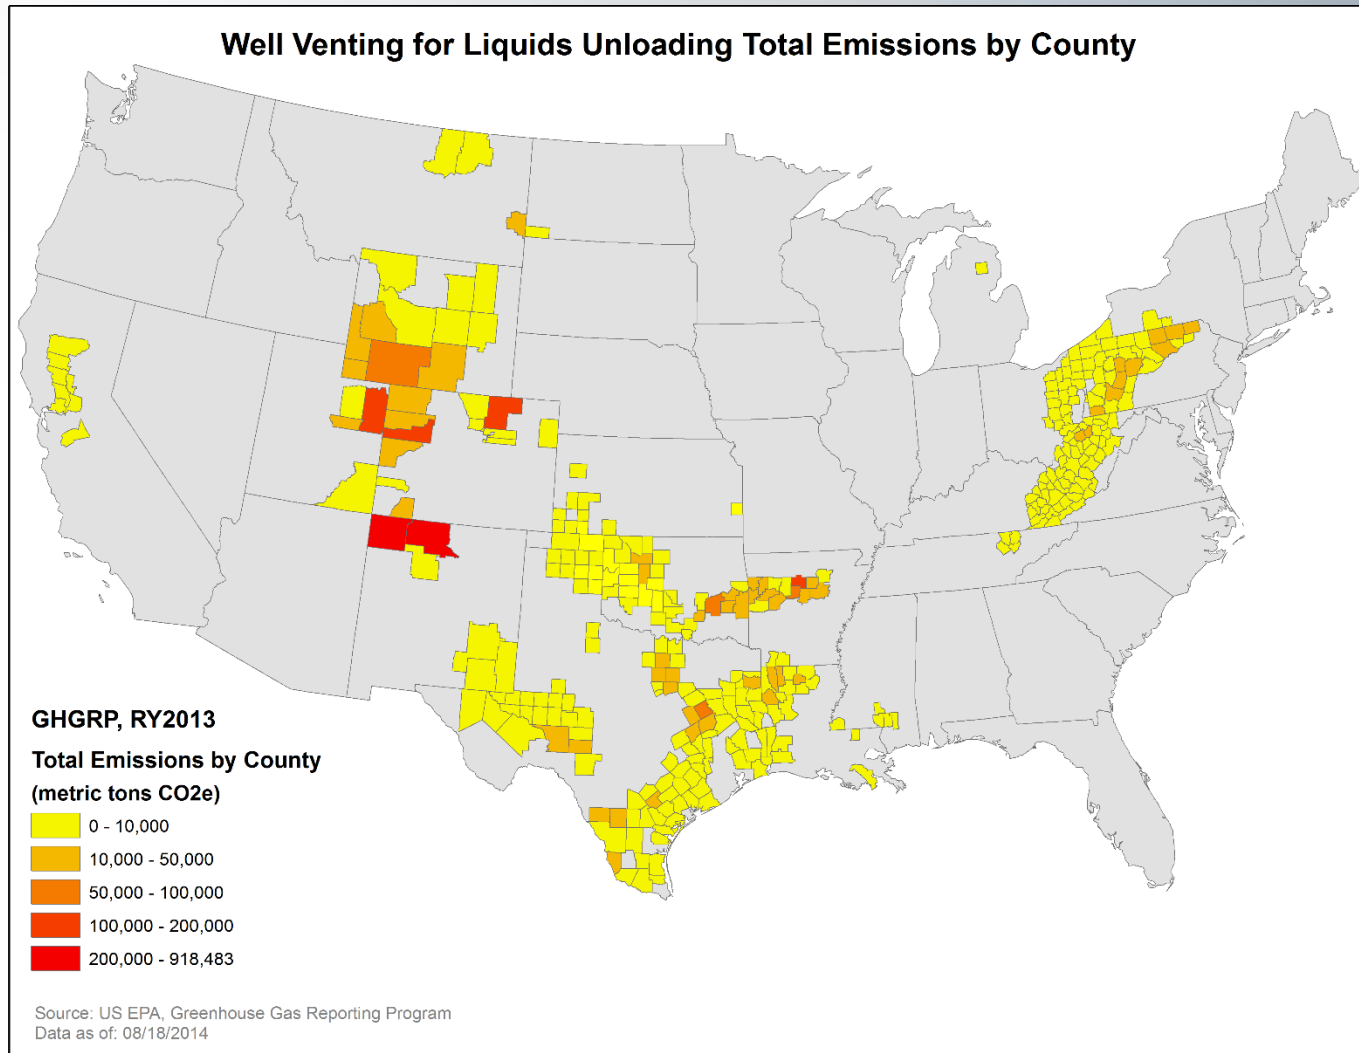 Well Venting for Liquids Unloading Total Emissions by County
GHGRP, RY2013
Total Emissions by County
(metric tons CO2e)
0 - 10,000
10,000 - 50,000
50,000 - 100,000
100,000 - 200,000
200,000 - 918,483
Source: US EPA, Greenhouse Gas Reporting Program
Data as of: 08/18/2014